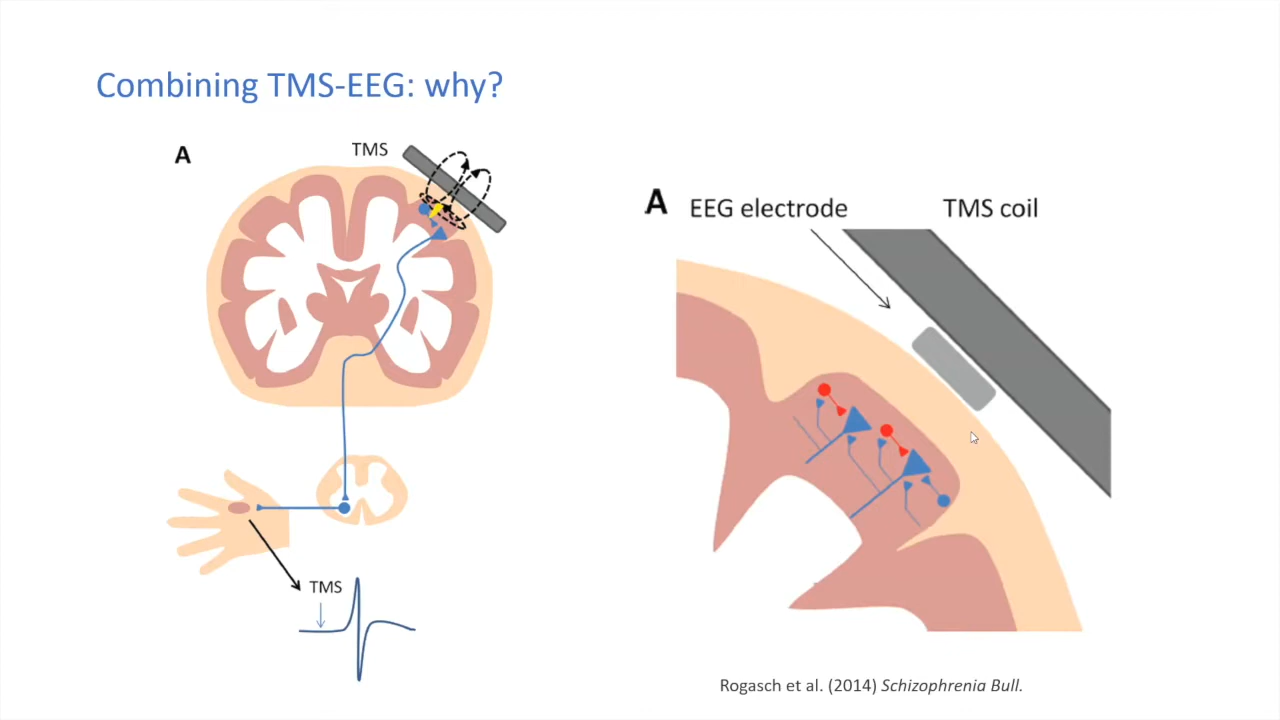 Combining TMS-EEG: why?
A
TMS
TMS
A
EEG electrode
TMS coil
Rogasch et al. (2014) Schizophrenia Bull.